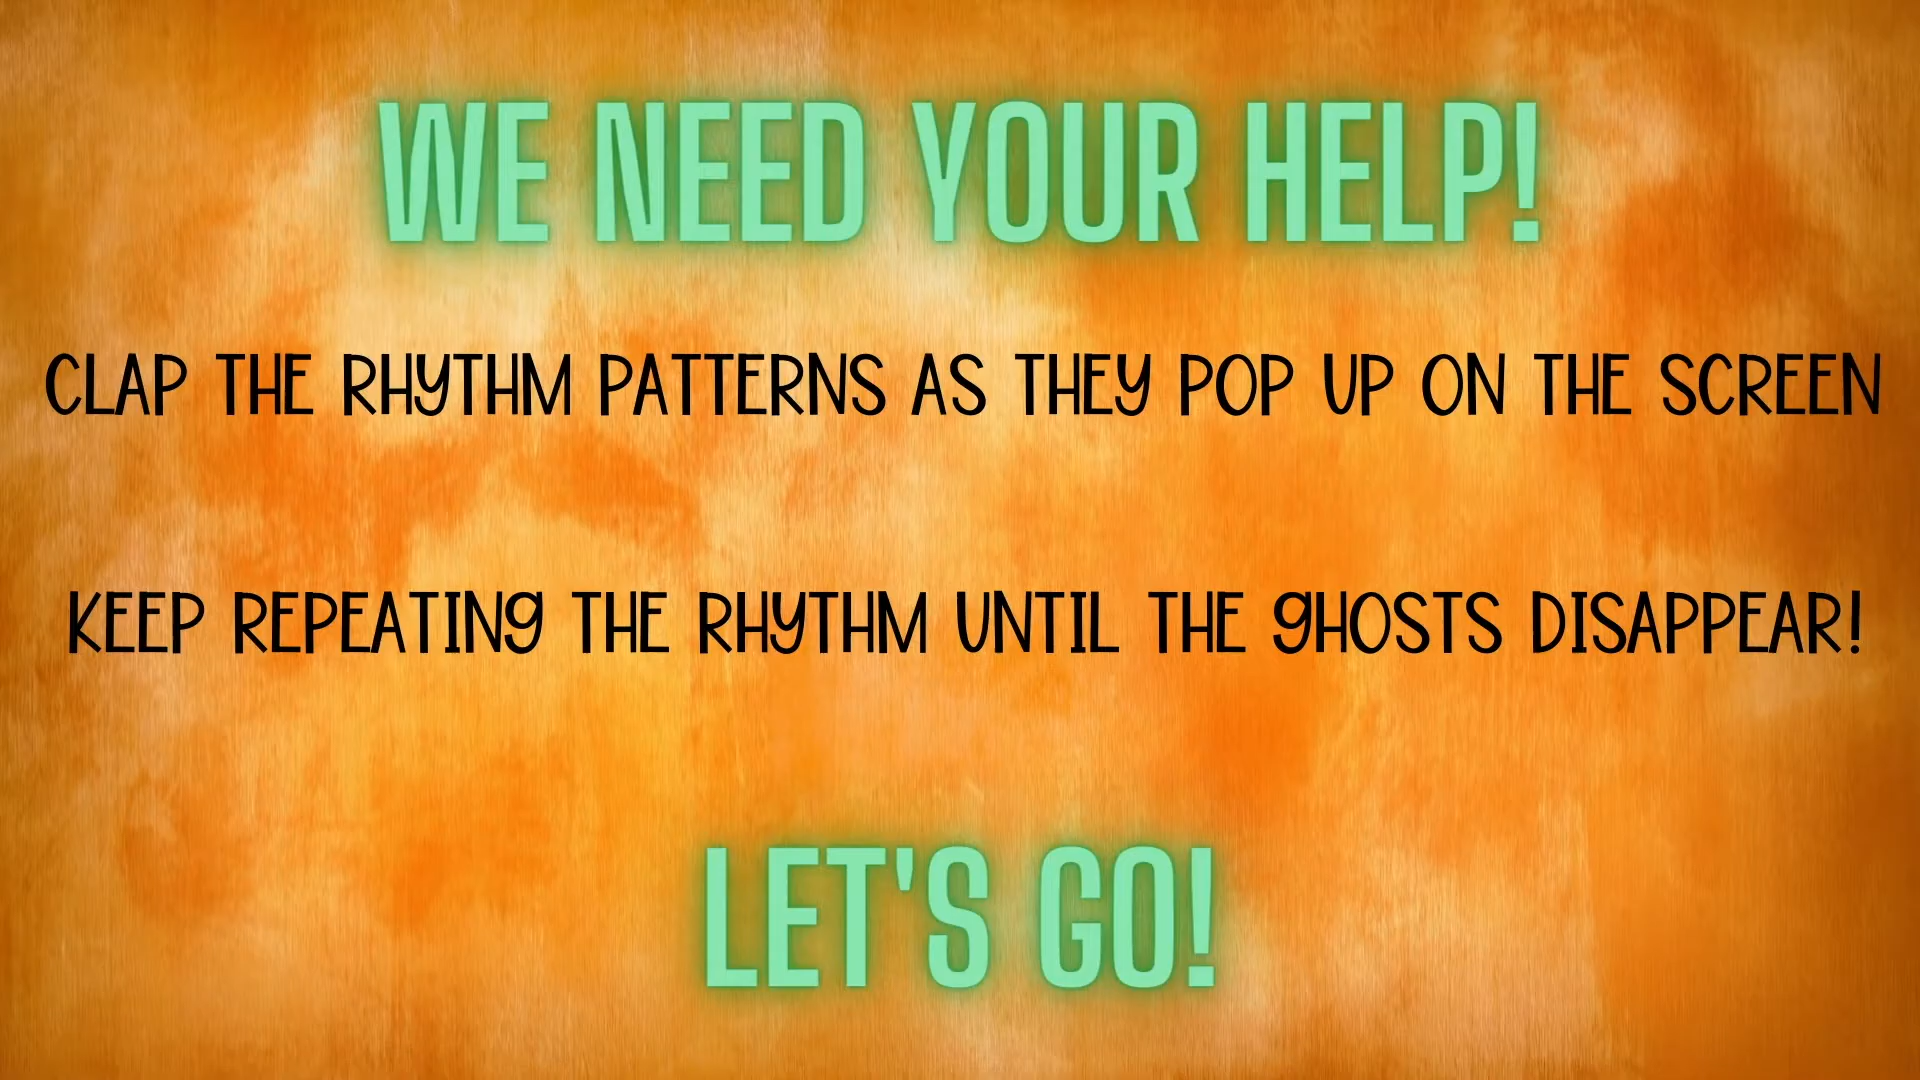 WE NEED YOUR HELP!
CLAP THE RHYTHM PATTERNS AS THEY POP UP ON THE SCREEN
KEEP REPEATING THE RHYTHM UNTIL THE GHOSTS DISAPPEAR!
LET'S GO!